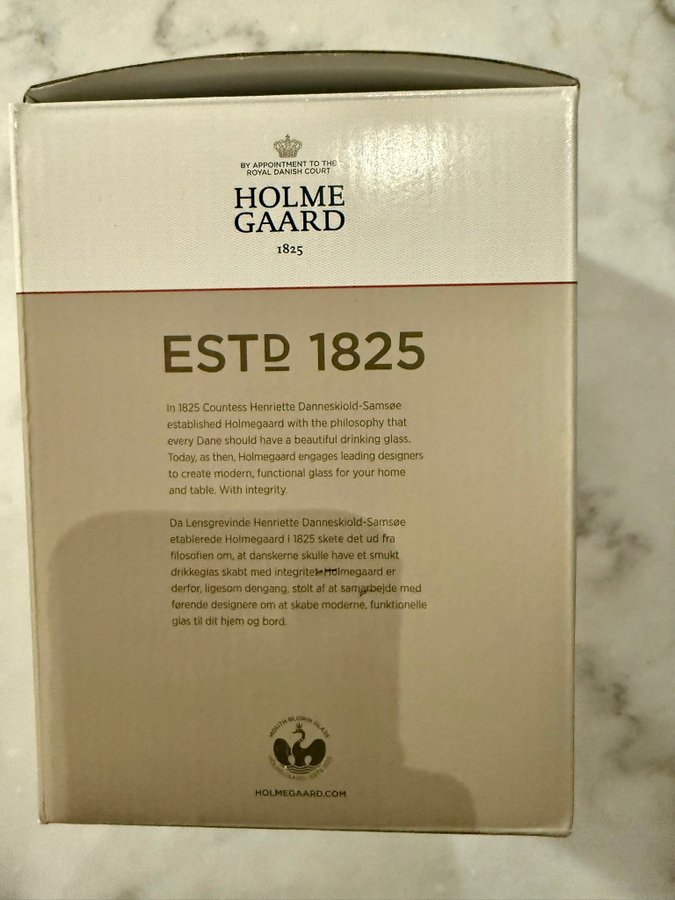 BY APPOINTMENT TO THE
ROYAL DANISH COURT
HOLME
GAARD
1825
ESTD 1825
In 1825 Countess Henriette Danneskiold-Samsøe
established Holmegaard with the philosophy that
every Dane should have a beautiful drinking glass.
Today, as then, Holmegaard engages leading designers
to create modern, functional glass for your home
and table. With integrity.
Da Lensgrevinde Henriette Danneskiold-Samsøe
etablerede Holmegaard i 1825 skete det ud fra
filosofien om, at danskerne skulle have et smukt
drikkeglas skabt med integritet. Holmegaard er
derfor, ligesom dengang, stolt af at samarbejde med
førende designere om at skabe moderne, funktionelle
glas til dit hjem og bord.
MOUTH BLOWN GLASS
HOLMEGAARD
HOLMEGAARD.COM